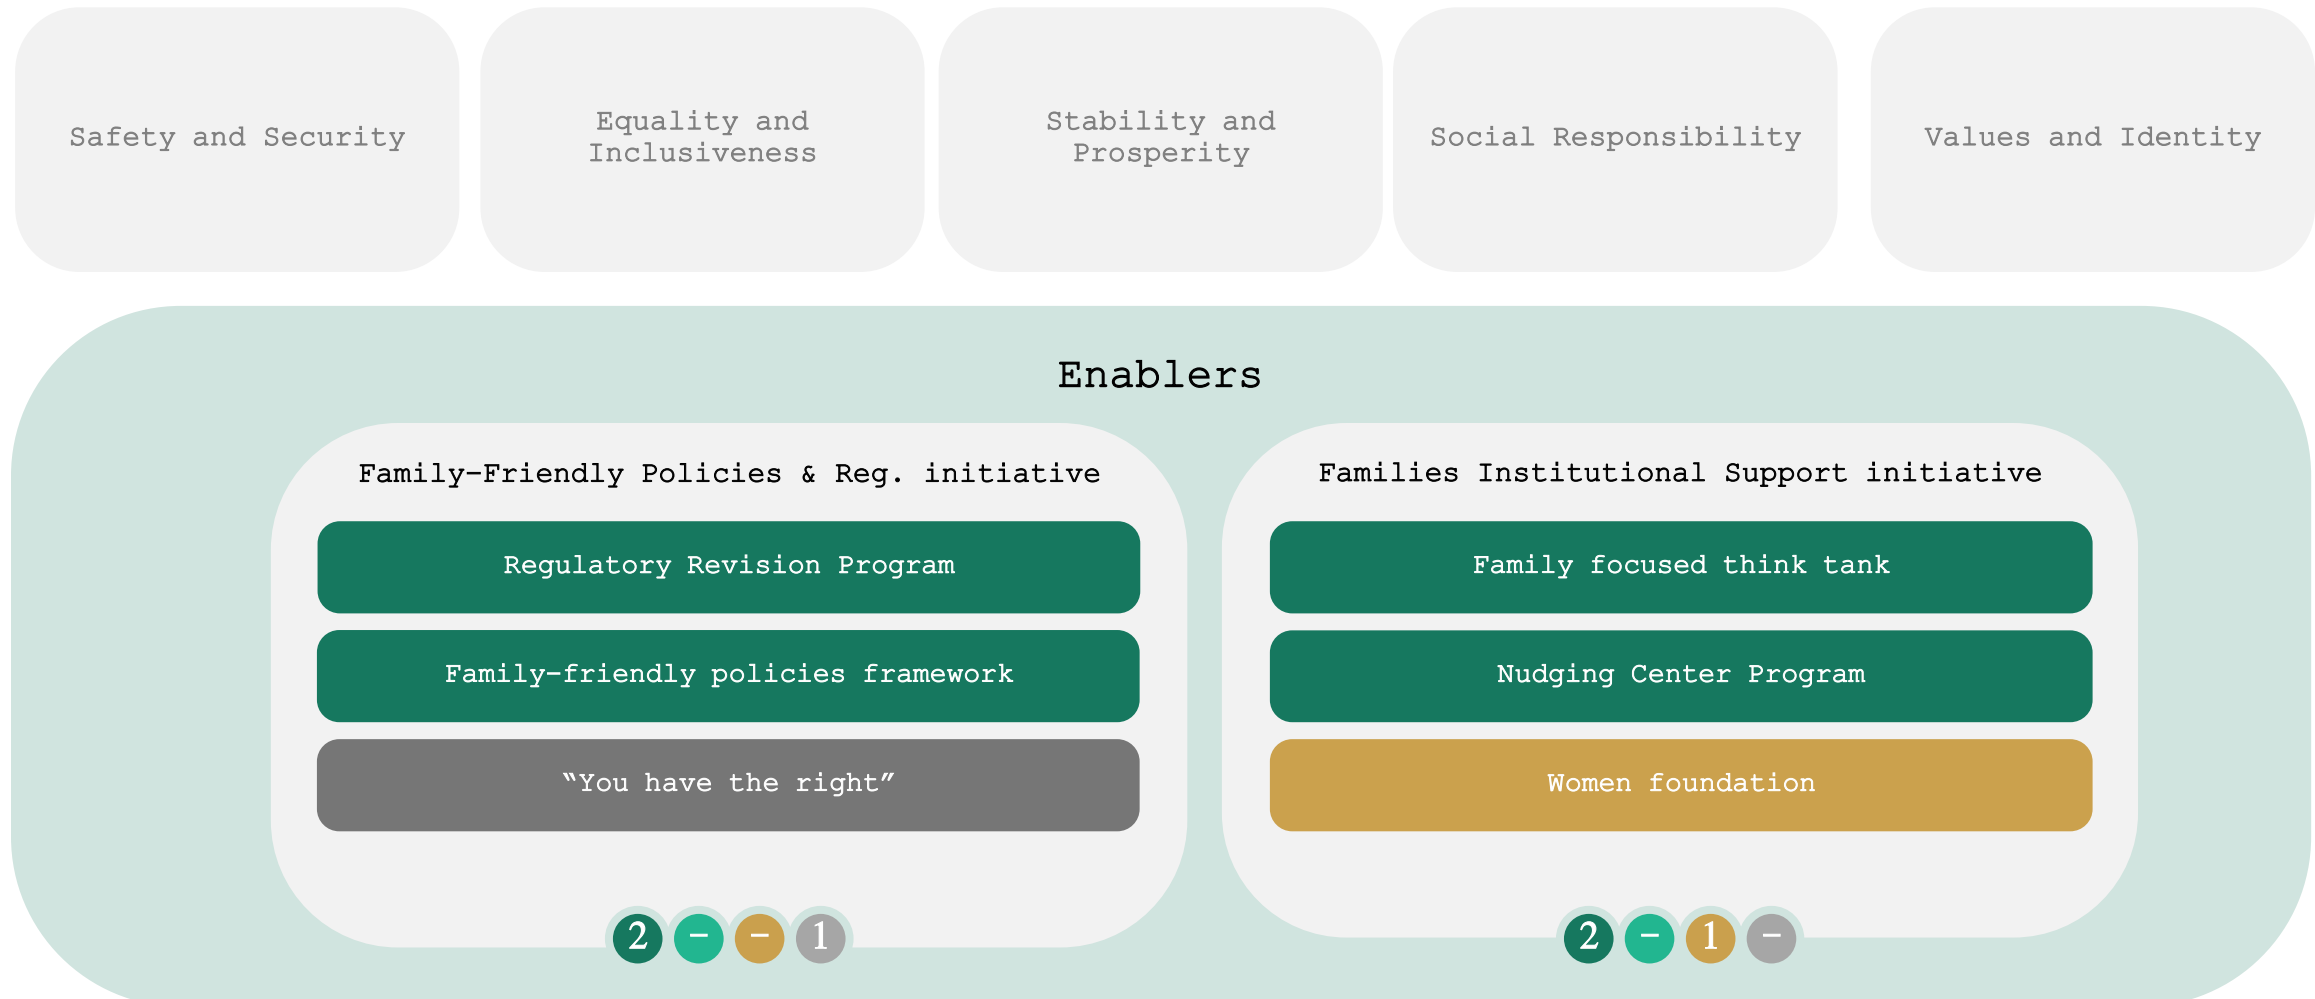 Safety and Security
Equality and
Inclusiveness
Stability and
Prosperity
Social Responsibility
Values and Identity
Enablers
Family-Friendly Policies & Reg. initiative
Regulatory Revision Program
Family-friendly policies framework
“You have the right”
2 - - 1
Families Institutional Support initiative
Family focused think tank
Nudging Center Program
Women foundation
2 - 1 -